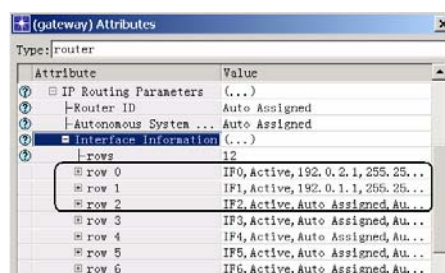 (gateway) Attributes
Type: router
Attribute Value
IP Routing Parameters (...)
Router ID Auto Assigned
Autonomous System ... Auto Assigned
Interface Information (...)
rows 12
row 0 IF0, Active, 192.0.2.1, 255.25...
row 1 IF1, Active, 192.0.1.1, 255.25...
row 2 IF2, Active, Auto Assigned, Au...
row 3 IF3, Active, Auto Assigned, Au...
row 4 IF4, Active, Auto Assigned, Au...
row 5 IF5, Active, Auto Assigned, Au...
row 6 IF6, Active, Auto Assigned, Au...